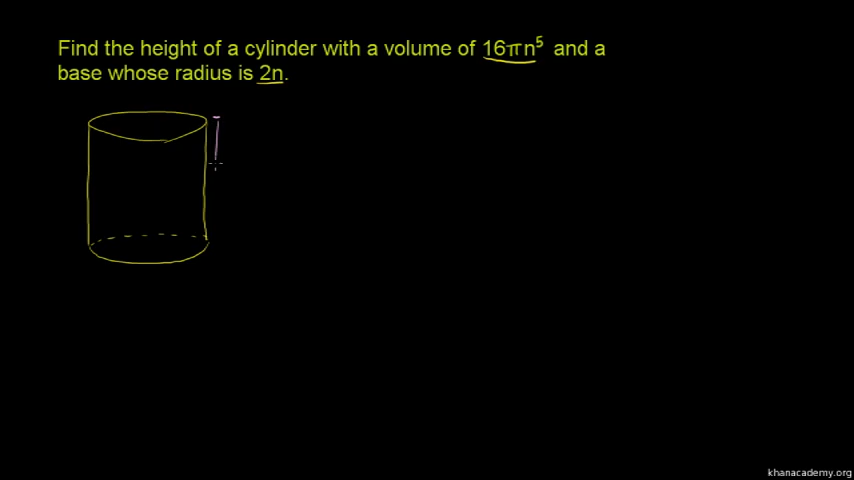 Find the height of a cylinder with a volume of 16πn⁵ and a
base whose radius is 2n.
khanacademy.org